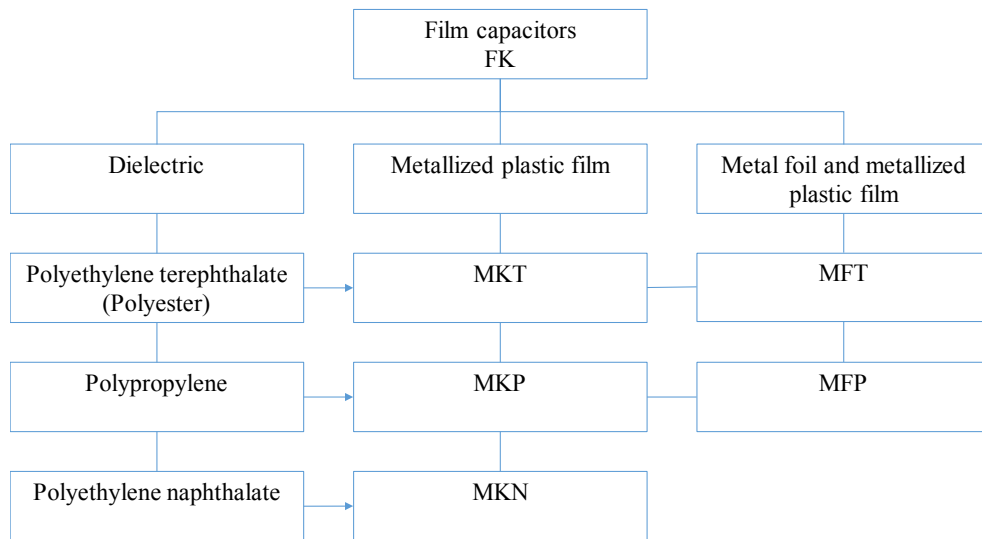 Film capacitors
FK
Dielectric
Metallized plastic film
Metal foil and metallized
plastic film
Polyethylene terephthalate
(Polyester)
MKT
MFT
Polypropylene
MKP
MFP
Polyethylene naphthalate
MKN